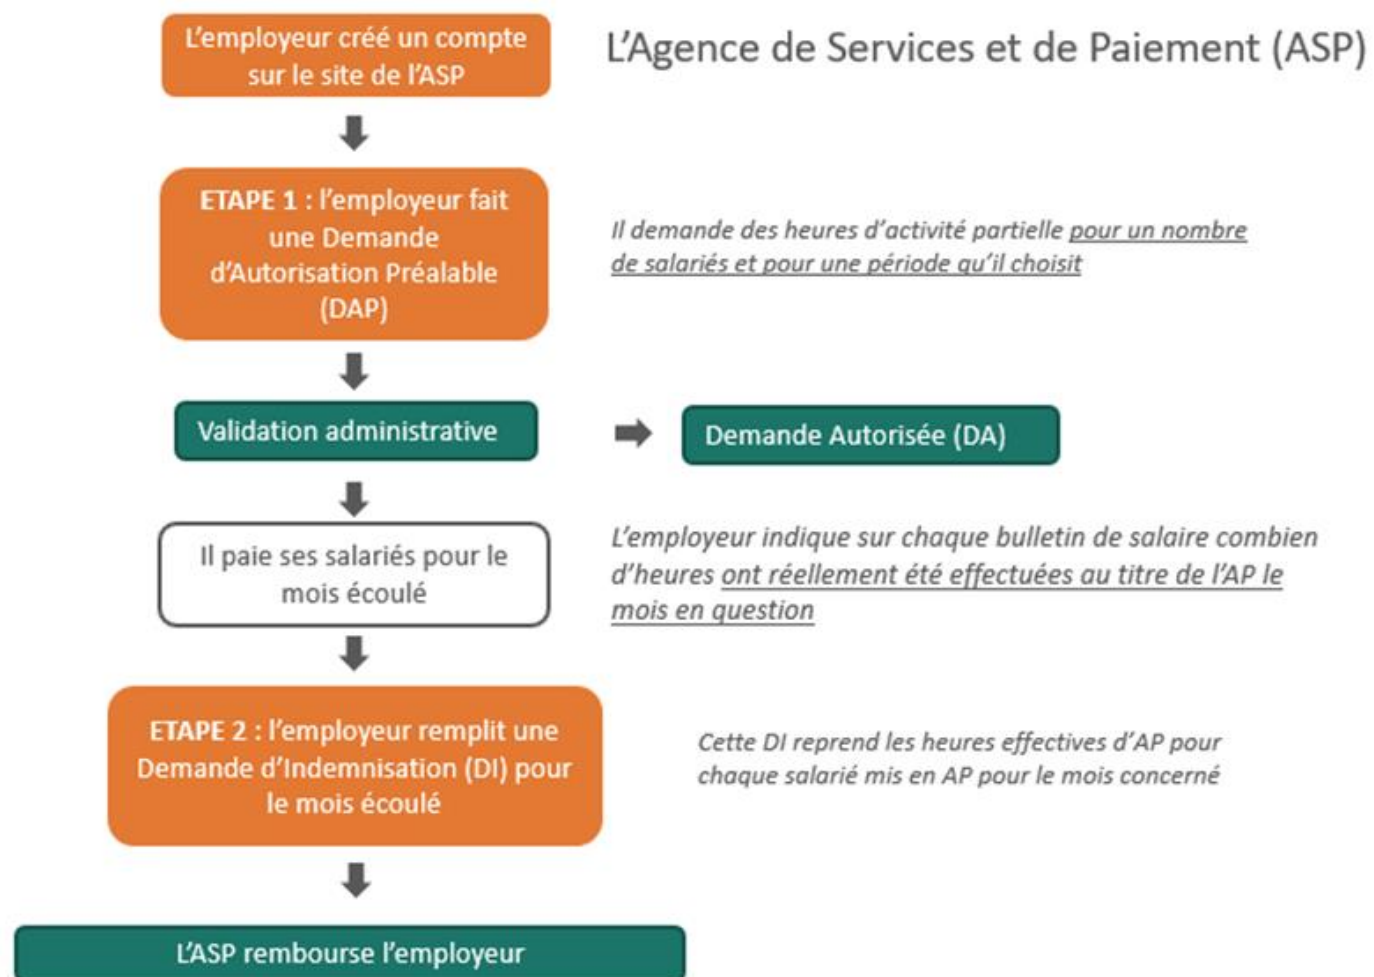 L'employeur créé un compte
sur le site de l'ASP
L'Agence de Services et de Paiement (ASP)
ETAPE 1 : l'employeur fait
une Demande
d'Autorisation Préalable
(DAP)
Il demande des heures d'activité partielle pour un nombre
de salariés et pour une période qu'il choisit
Validation administrative
Demande Autorisée (DA)
Il paie ses salariés pour le
mois écoulé
L'employeur indique sur chaque bulletin de salaire combien
d'heures ont réellement été effectuées au titre de l'AP le
mois en question
ETAPE 2 : l'employeur remplit une
Demande d'Indemnisation (DI) pour
le mois écoulé
Cette DI reprend les heures effectives d'AP pour
chaque salarié mis en AP pour le mois concerné
L'ASP rembourse l'employeur